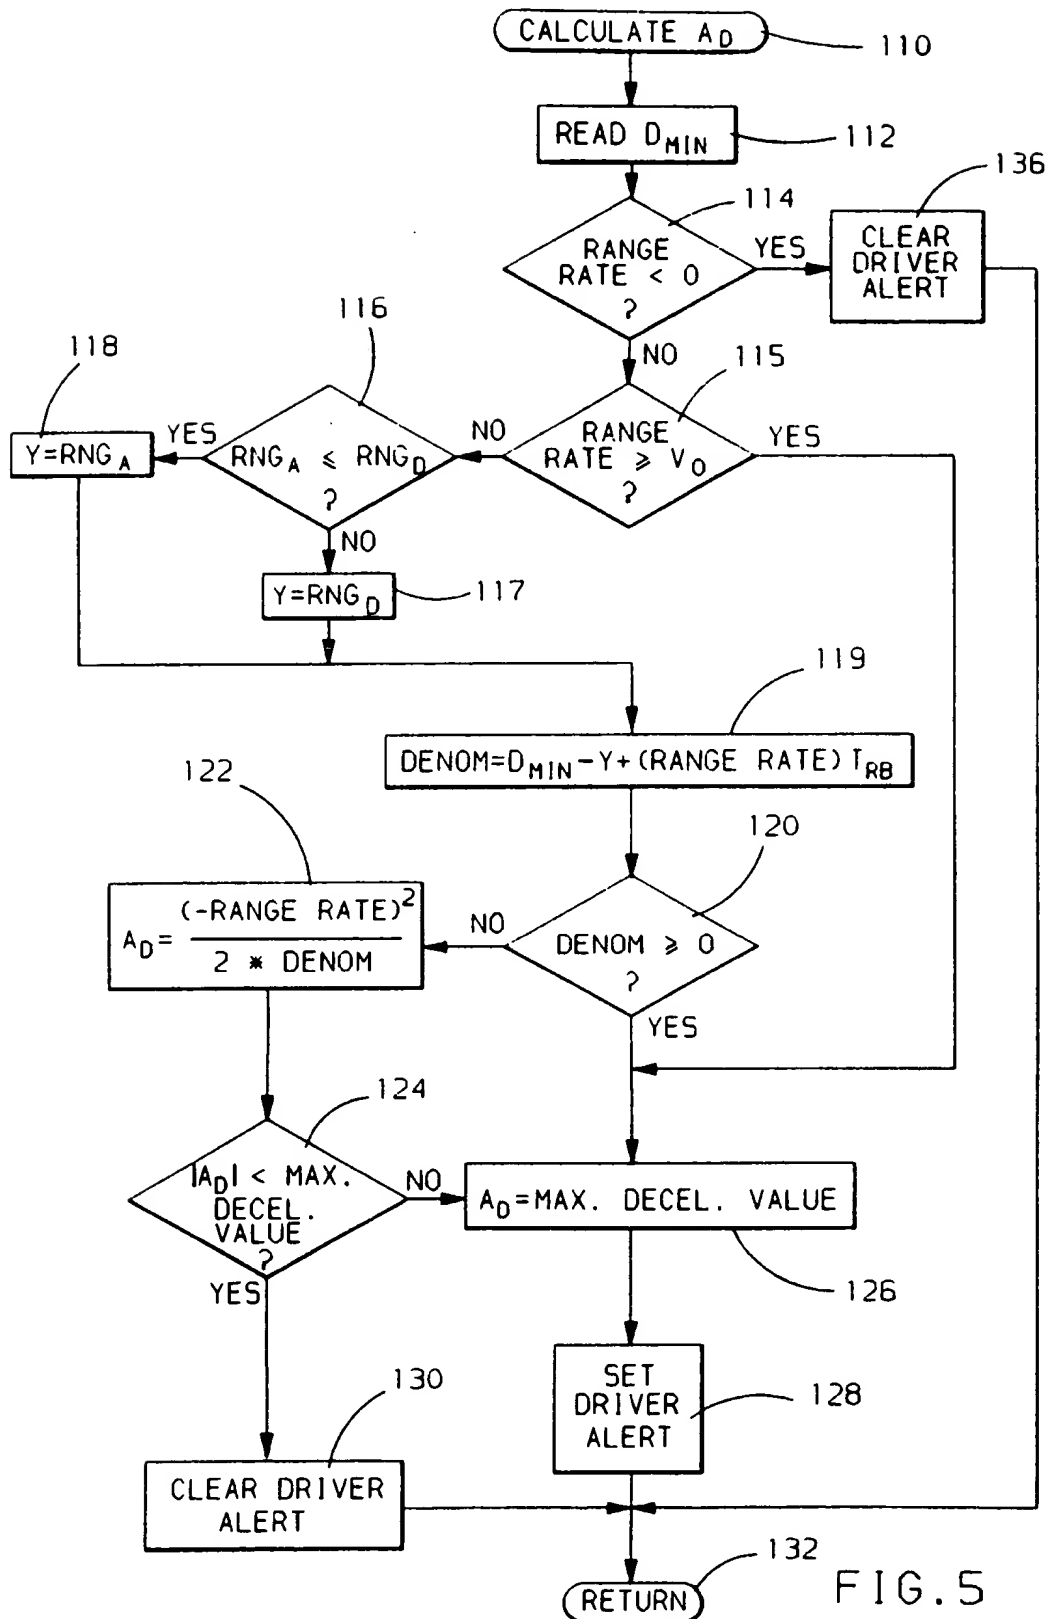 CALCULATE A_D
110
READ D_MIN
112
136
114
CLEAR
DRIVER
ALERT
RANGE
RATE < 0
?
YES
NO
116
118
115
RANGE
RATE ⩾ V_O
?
YES
NO
RNG_A ⩽ RNG_D
?
YES
Y=RNG_A
NO
Y=RNG_D
117
119
DENOM=D_MIN-Y+(RANGE RATE) T_RB
122
120
A_D= (-RANGE RATE)²
2 * DENOM
NO
DENOM ⩾ 0
?
YES
124
|A_D| < MAX.
DECEL.
VALUE
?
NO
A_D=MAX. DECEL. VALUE
YES
126
130
SET
DRIVER
ALERT
128
CLEAR DRIVER
ALERT
132
RETURN
FIG.5